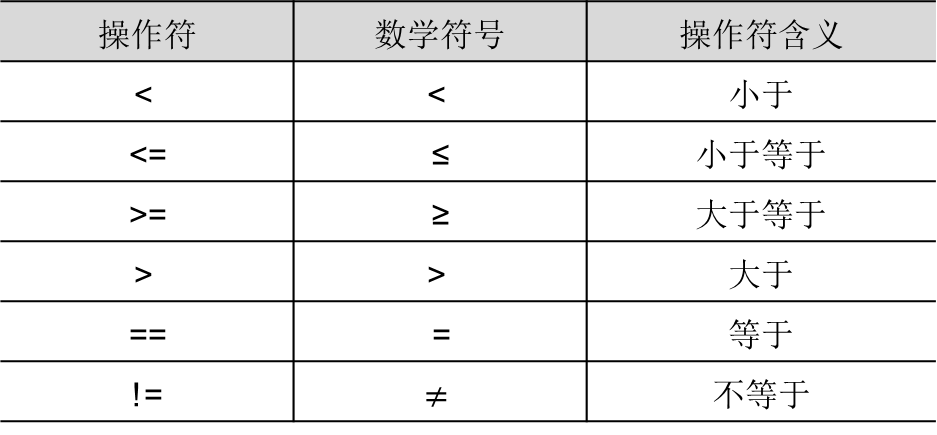 操作符 数学符号 操作符含义
< < 小于
<= ≤ 小于等于
>= ≥ 大于等于
> > 大于
== = 等于
!= ≠ 不等于